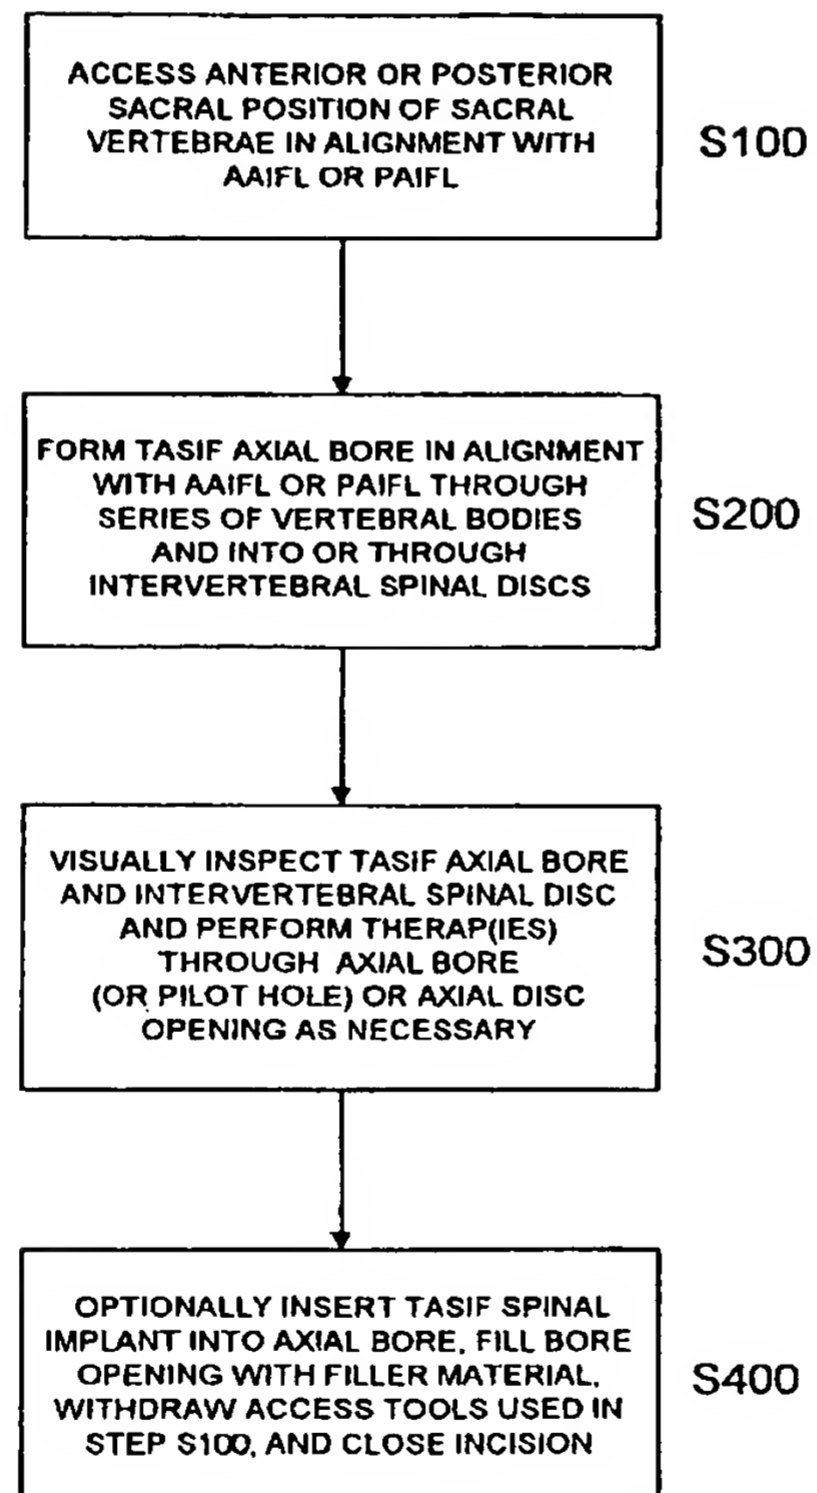 ACCESS ANTERIOR OR POSTERIOR
SACRAL POSITION OF SACRAL
VERTEBRAE IN ALIGNMENT WITH
AAIFL OR PAIFL
S100
FORM TASIF AXIAL BORE IN ALIGNMENT
WITH AAIFL OR PAIFL THROUGH
SERIES OF VERTEBRAL BODIES
AND INTO OR THROUGH
INTERVERTEBRAL SPINAL DISCS
S200
VISUALLY INSPECT TASIF AXIAL BORE
AND INTERVERTEBRAL SPINAL DISC
AND PERFORM THERAP(IES)
THROUGH AXIAL BORE
(OR PILOT HOLE) OR AXIAL DISC
OPENING AS NECESSARY
S300
OPTIONALLY INSERT TASIF SPINAL
IMPLANT INTO AXIAL BORE, FILL BORE
OPENING WITH FILLER MATERIAL,
WITHDRAW ACCESS TOOLS USED IN
STEP S100, AND CLOSE INCISION
S400